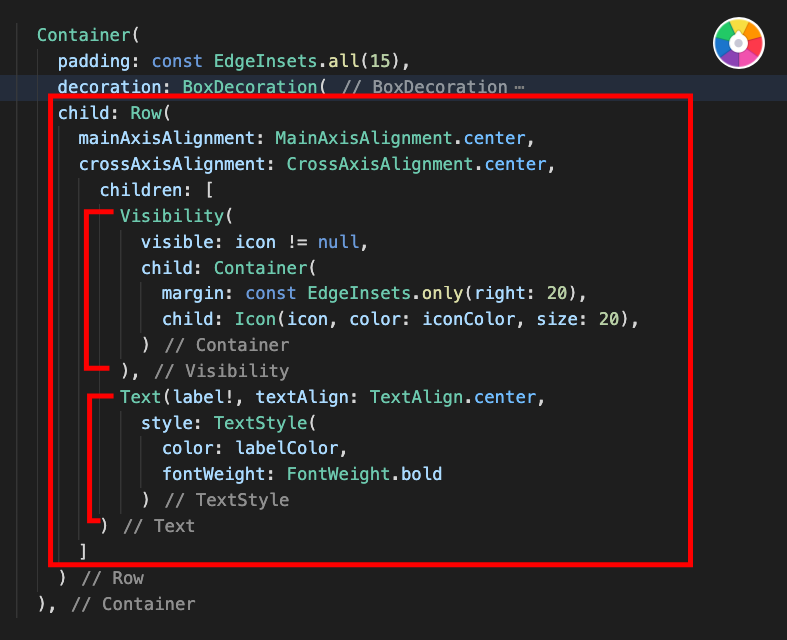 Container(
padding: const EdgeInsets.all(15),
decoration: BoxDecoration( // BoxDecoration ⋯
child: Row(
mainAxisAlignment: MainAxisAlignment.center,
crossAxisAlignment: CrossAxisAlignment.center,
children: [
Visibility(
visible: icon != null,
child: Container(
margin: const EdgeInsets.only(right: 20),
child: Icon(icon, color: iconColor, size: 20),
) // Container
), // Visibility
Text(label!, textAlign: TextAlign.center,
style: TextStyle(
color: labelColor,
fontWeight: FontWeight.bold
) // TextStyle
) // Text
]
) // Row
), // Container